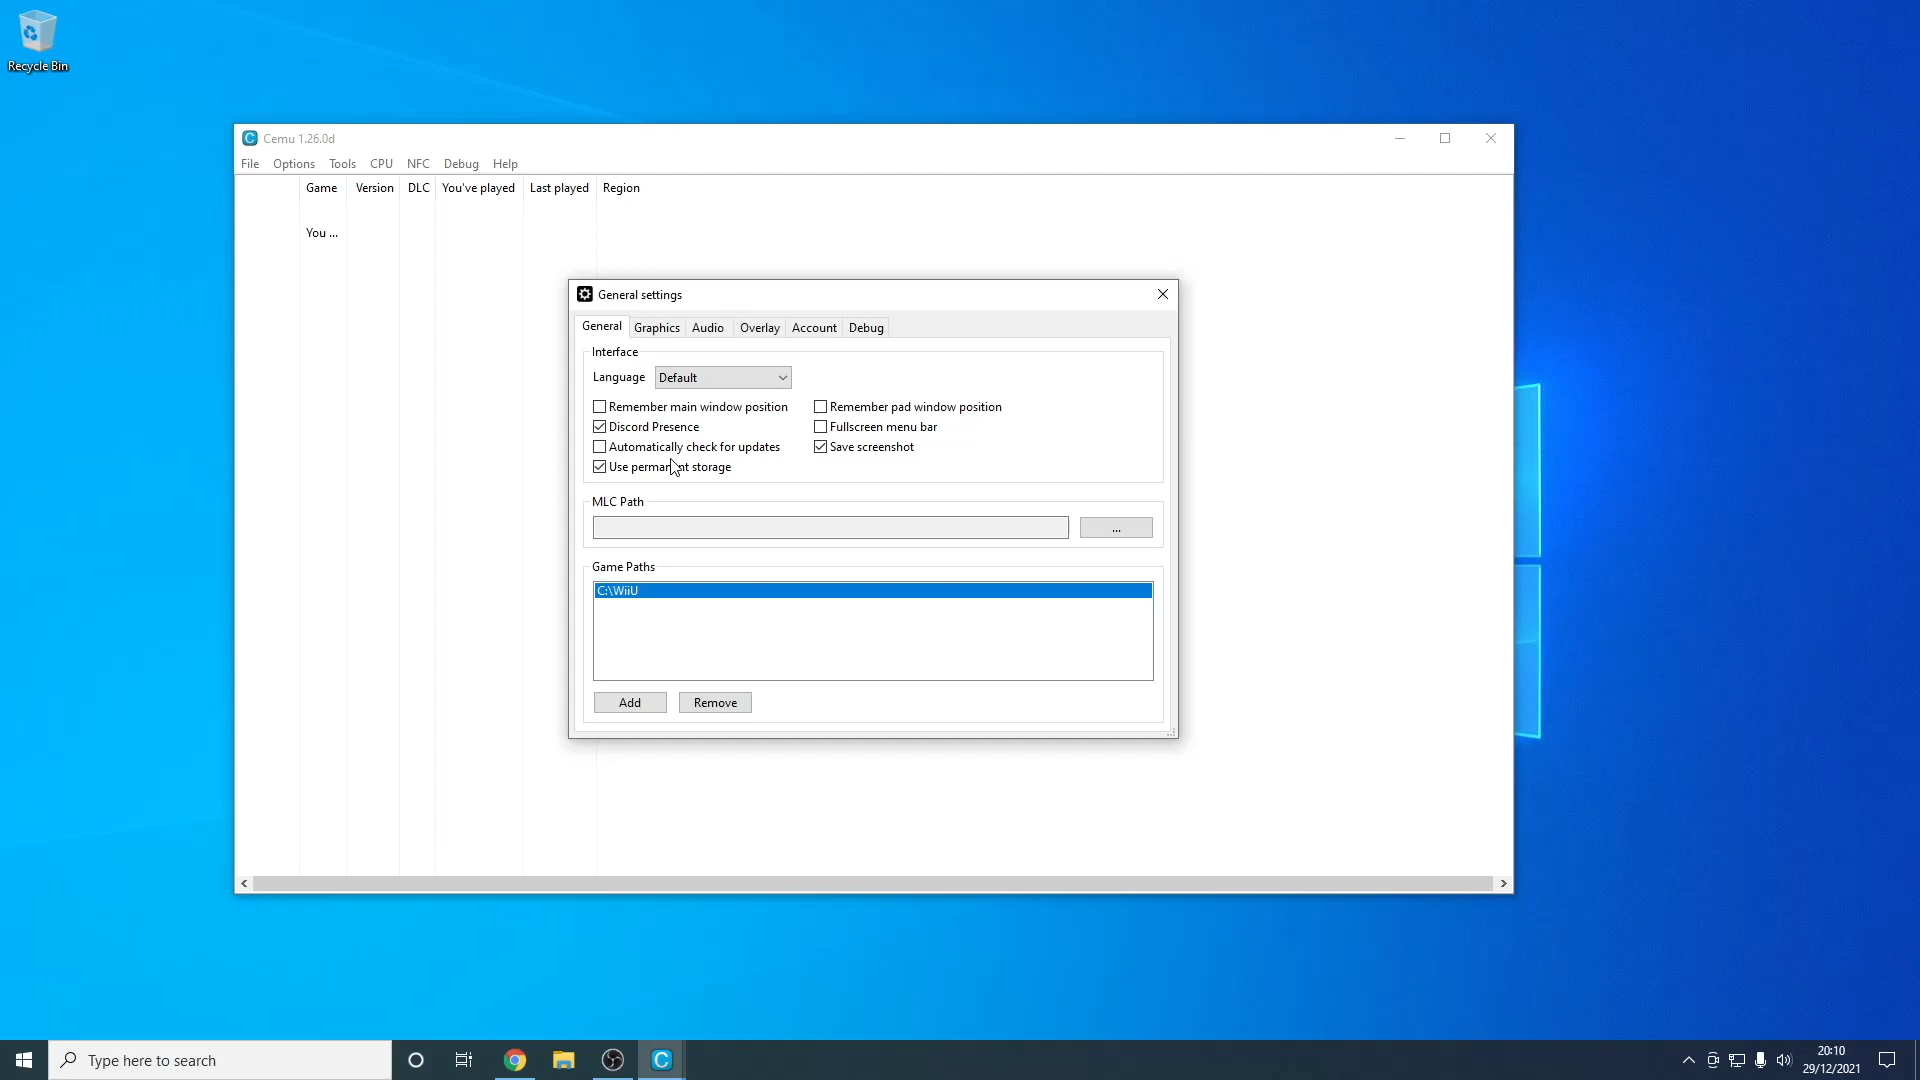 Recycle Bin
Cemu 1.26.0d
File Options Tools CPU NFC Debug Help
Game Version DLC You've played Last played Region
You ...
General settings
General Graphics Audio Overlay Account Debug
Interface
Language Default
Remember main window position Remember pad window position
Discord Presence Fullscreen menu bar
Automatically check for updates Save screenshot
Use permanent storage
MLC Path
...
Game Paths
C:\WiiU
Add Remove
Type here to search
20:10
29/12/2021